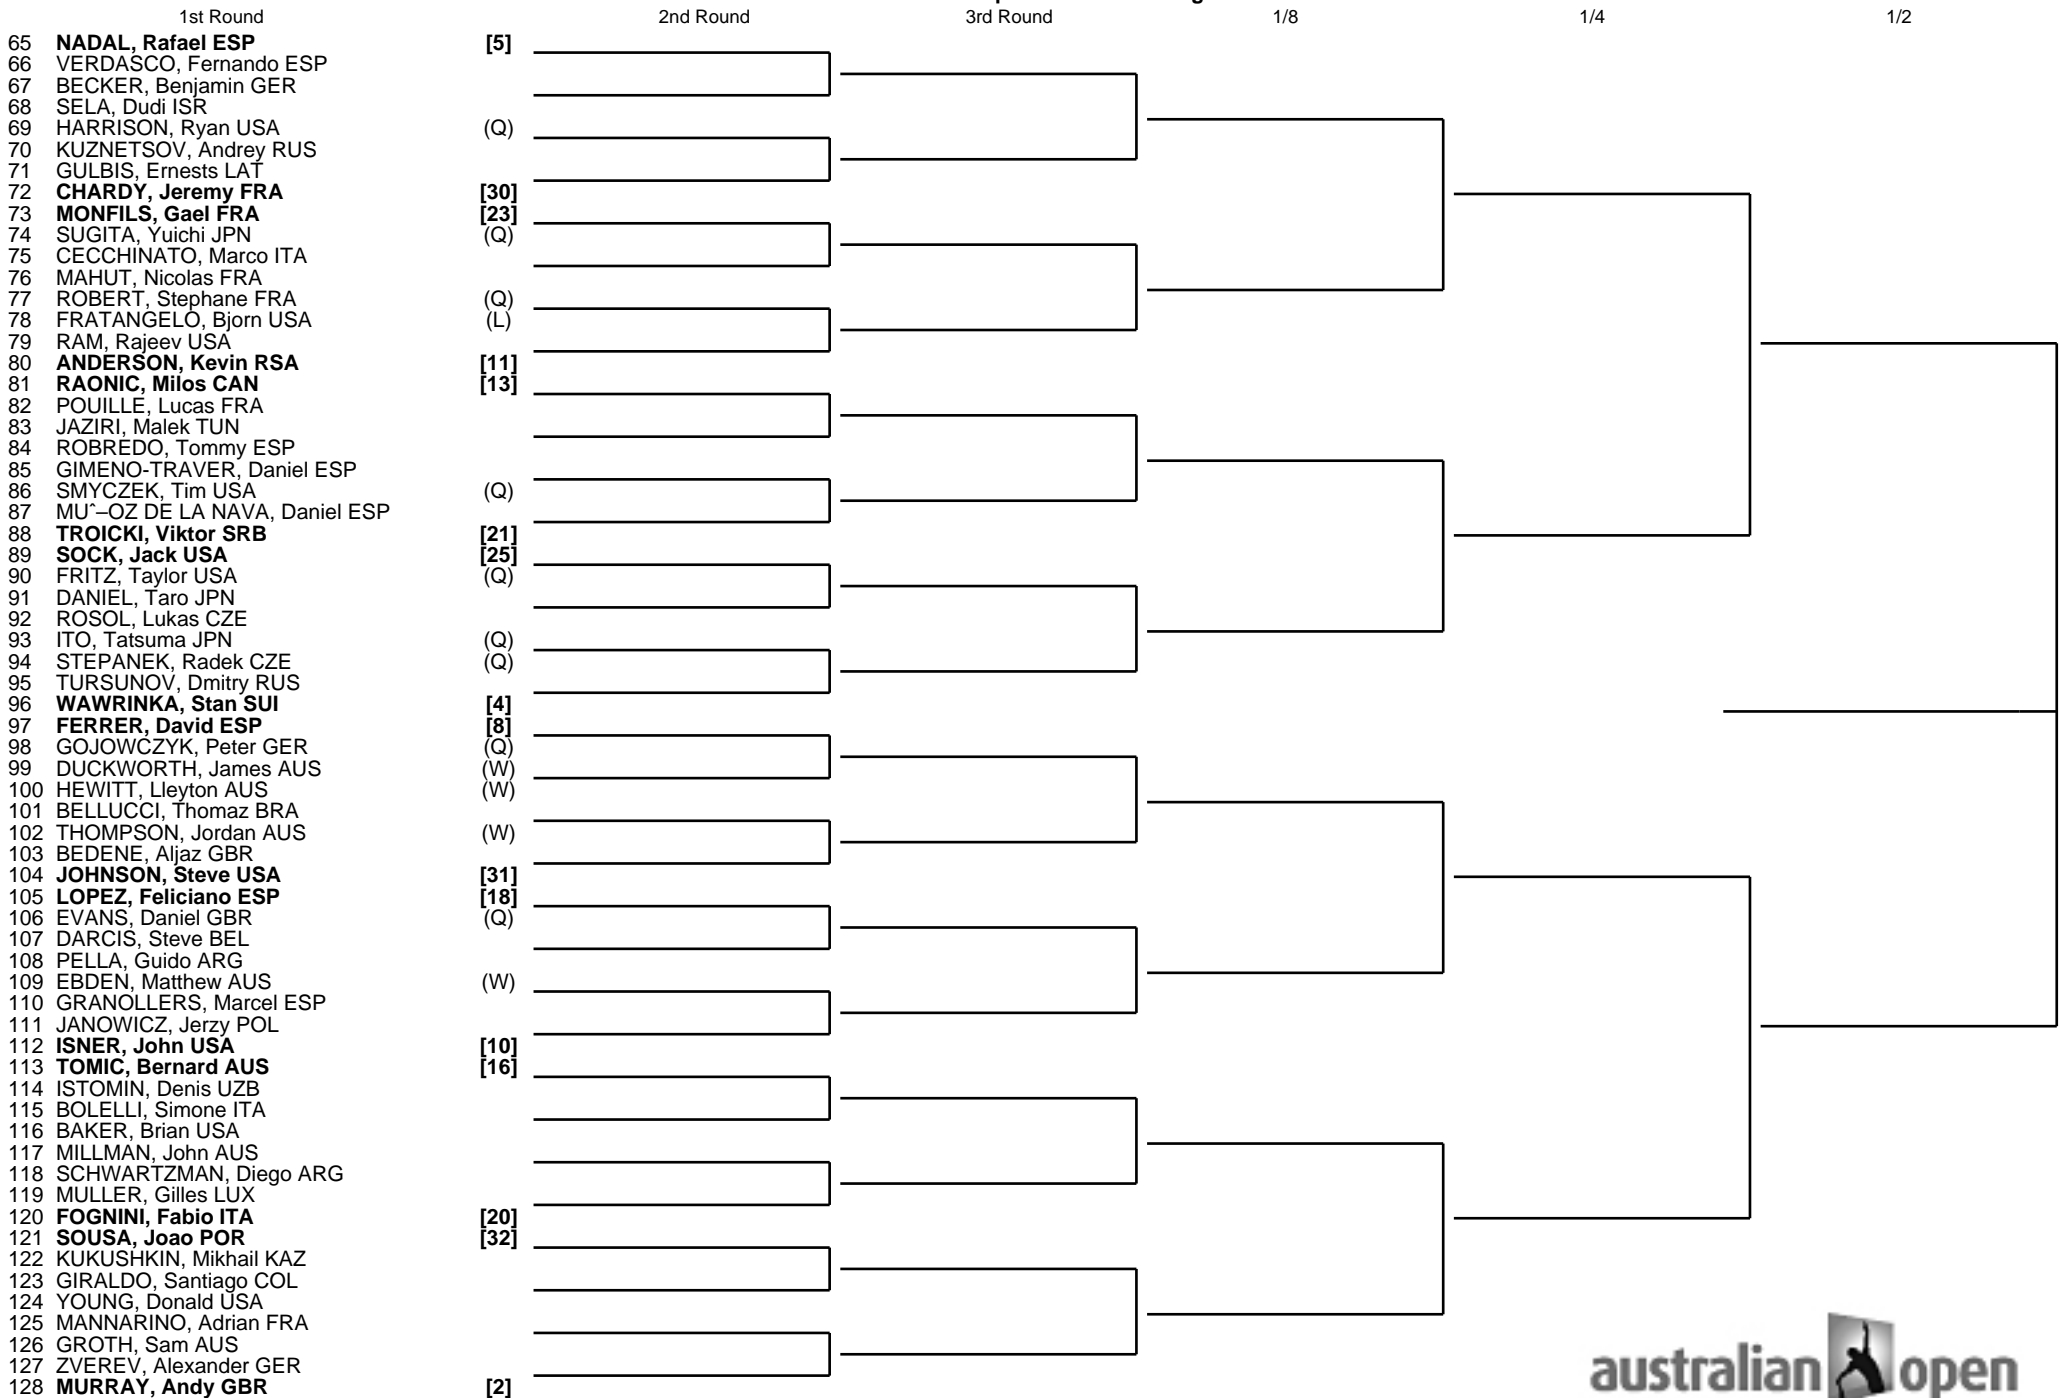 1st Round 2nd Round 3rd Round 1/8 1/4 1/2
65 NADAL, Rafael ESP [5]
66 VERDASCO, Fernando ESP
67 BECKER, Benjamin GER
68 SELA, Dudi ISR
69 HARRISON, Ryan USA (Q)
70 KUZNETSOV, Andrey RUS
71 GULBIS, Ernests LAT
72 CHARDY, Jeremy FRA [30]
73 MONFILS, Gael FRA [23]
74 SUGITA, Yuichi JPN (Q)
75 CECCHINATO, Marco ITA
76 MAHUT, Nicolas FRA
77 ROBERT, Stephane FRA (Q)
78 FRATANGELO, Bjorn USA (L)
79 RAM, Rajeev USA
80 ANDERSON, Kevin RSA [11]
81 RAONIC, Milos CAN [13]
82 POUILLE, Lucas FRA
83 JAZIRI, Malek TUN
84 ROBREDO, Tommy ESP
85 GIMENO-TRAVER, Daniel ESP
86 SMYCZEK, Tim USA (Q)
87 MUˆ–OZ DE LA NAVA, Daniel ESP
88 TROICKI, Viktor SRB [21]
89 SOCK, Jack USA [25]
90 FRITZ, Taylor USA (Q)
91 DANIEL, Taro JPN
92 ROSOL, Lukas CZE
93 ITO, Tatsuma JPN (Q)
94 STEPANEK, Radek CZE (Q)
95 TURSUNOV, Dmitry RUS
96 WAWRINKA, Stan SUI [4]
97 FERRER, David ESP [8]
98 GOJOWCZYK, Peter GER (Q)
99 DUCKWORTH, James AUS (W)
100 HEWITT, Lleyton AUS (W)
101 BELLUCCI, Thomaz BRA
102 THOMPSON, Jordan AUS (W)
103 BEDENE, Aljaz GBR
104 JOHNSON, Steve USA [31]
105 LOPEZ, Feliciano ESP [18]
106 EVANS, Daniel GBR (Q)
107 DARCIS, Steve BEL
108 PELLA, Guido ARG
109 EBDEN, Matthew AUS (W)
110 GRANOLLERS, Marcel ESP
111 JANOWICZ, Jerzy POL
112 ISNER, John USA [10]
113 TOMIC, Bernard AUS [16]
114 ISTOMIN, Denis UZB
115 BOLELLI, Simone ITA
116 BAKER, Brian USA
117 MILLMAN, John AUS
118 SCHWARTZMAN, Diego ARG
119 MULLER, Gilles LUX
120 FOGNINI, Fabio ITA [20]
121 SOUSA, Joao POR [32]
122 KUKUSHKIN, Mikhail KAZ
123 GIRALDO, Santiago COL
124 YOUNG, Donald USA
125 MANNARINO, Adrian FRA
126 GROTH, Sam AUS
127 ZVEREV, Alexander GER
128 MURRAY, Andy GBR [2]
australian open